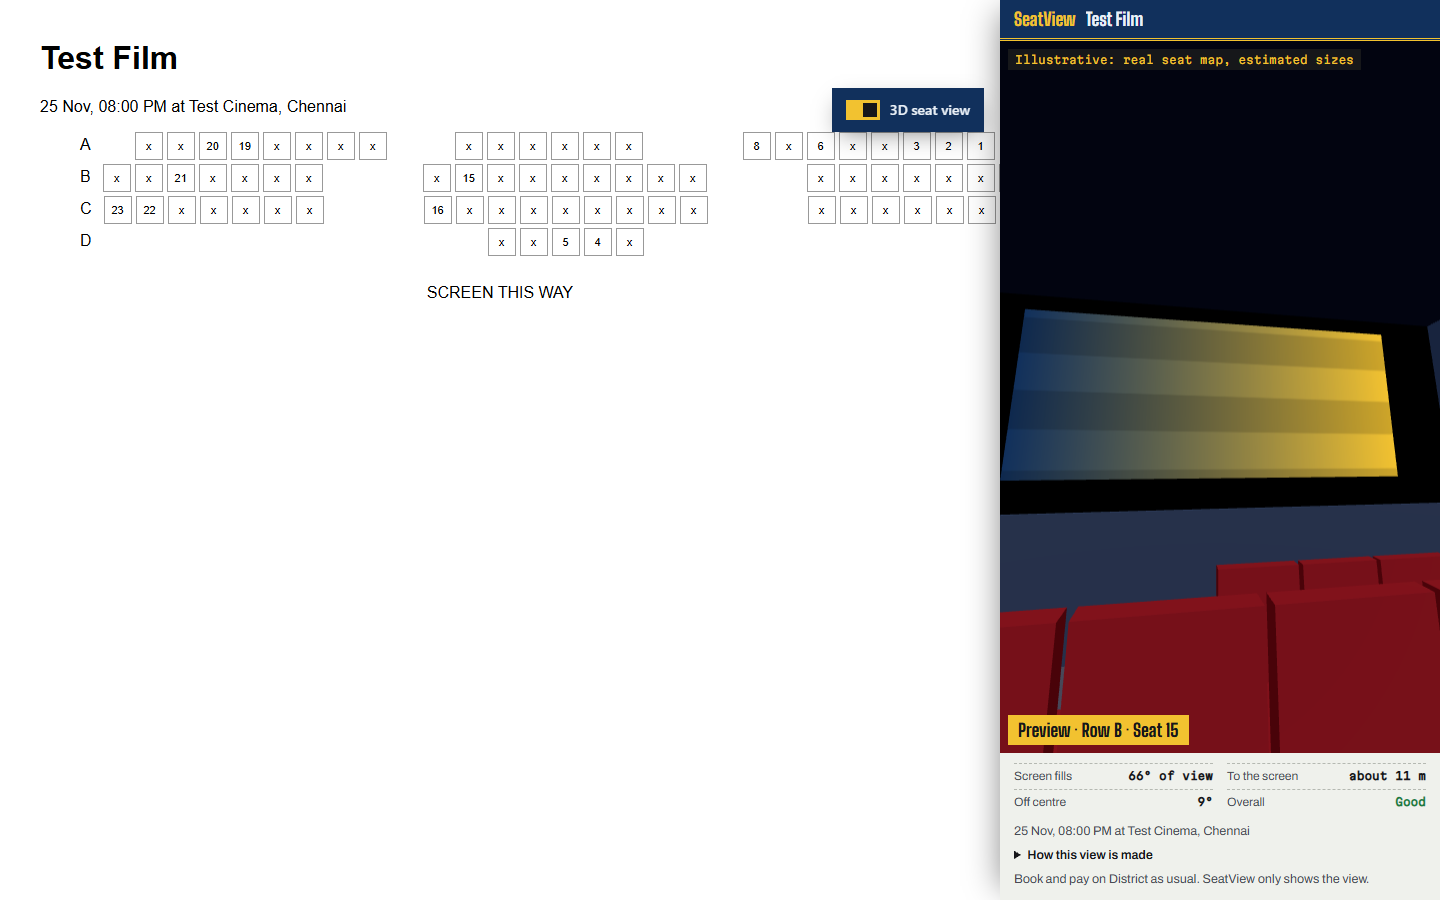 Test Film
25 Nov, 08:00 PM at Test Cinema, Chennai
3D seat view
A x x 20 19 x x x x x x x x x x 8 x 6 x x 3 2 1
B x x 21 x x x x x 15 x x x x x x x x x x x x x
C 23 22 x x x x x 16 x x x x x x x x x x x x x x
D x x 5 4 x
SCREEN THIS WAY
SeatView Test Film
Illustrative: real seat map, estimated sizes
Preview · Row B · Seat 15
Screen fills 66° of view To the screen about 11 m
Off centre 9° Overall Good
25 Nov, 08:00 PM at Test Cinema, Chennai
How this view is made
Book and pay on District as usual. SeatView only shows the view.